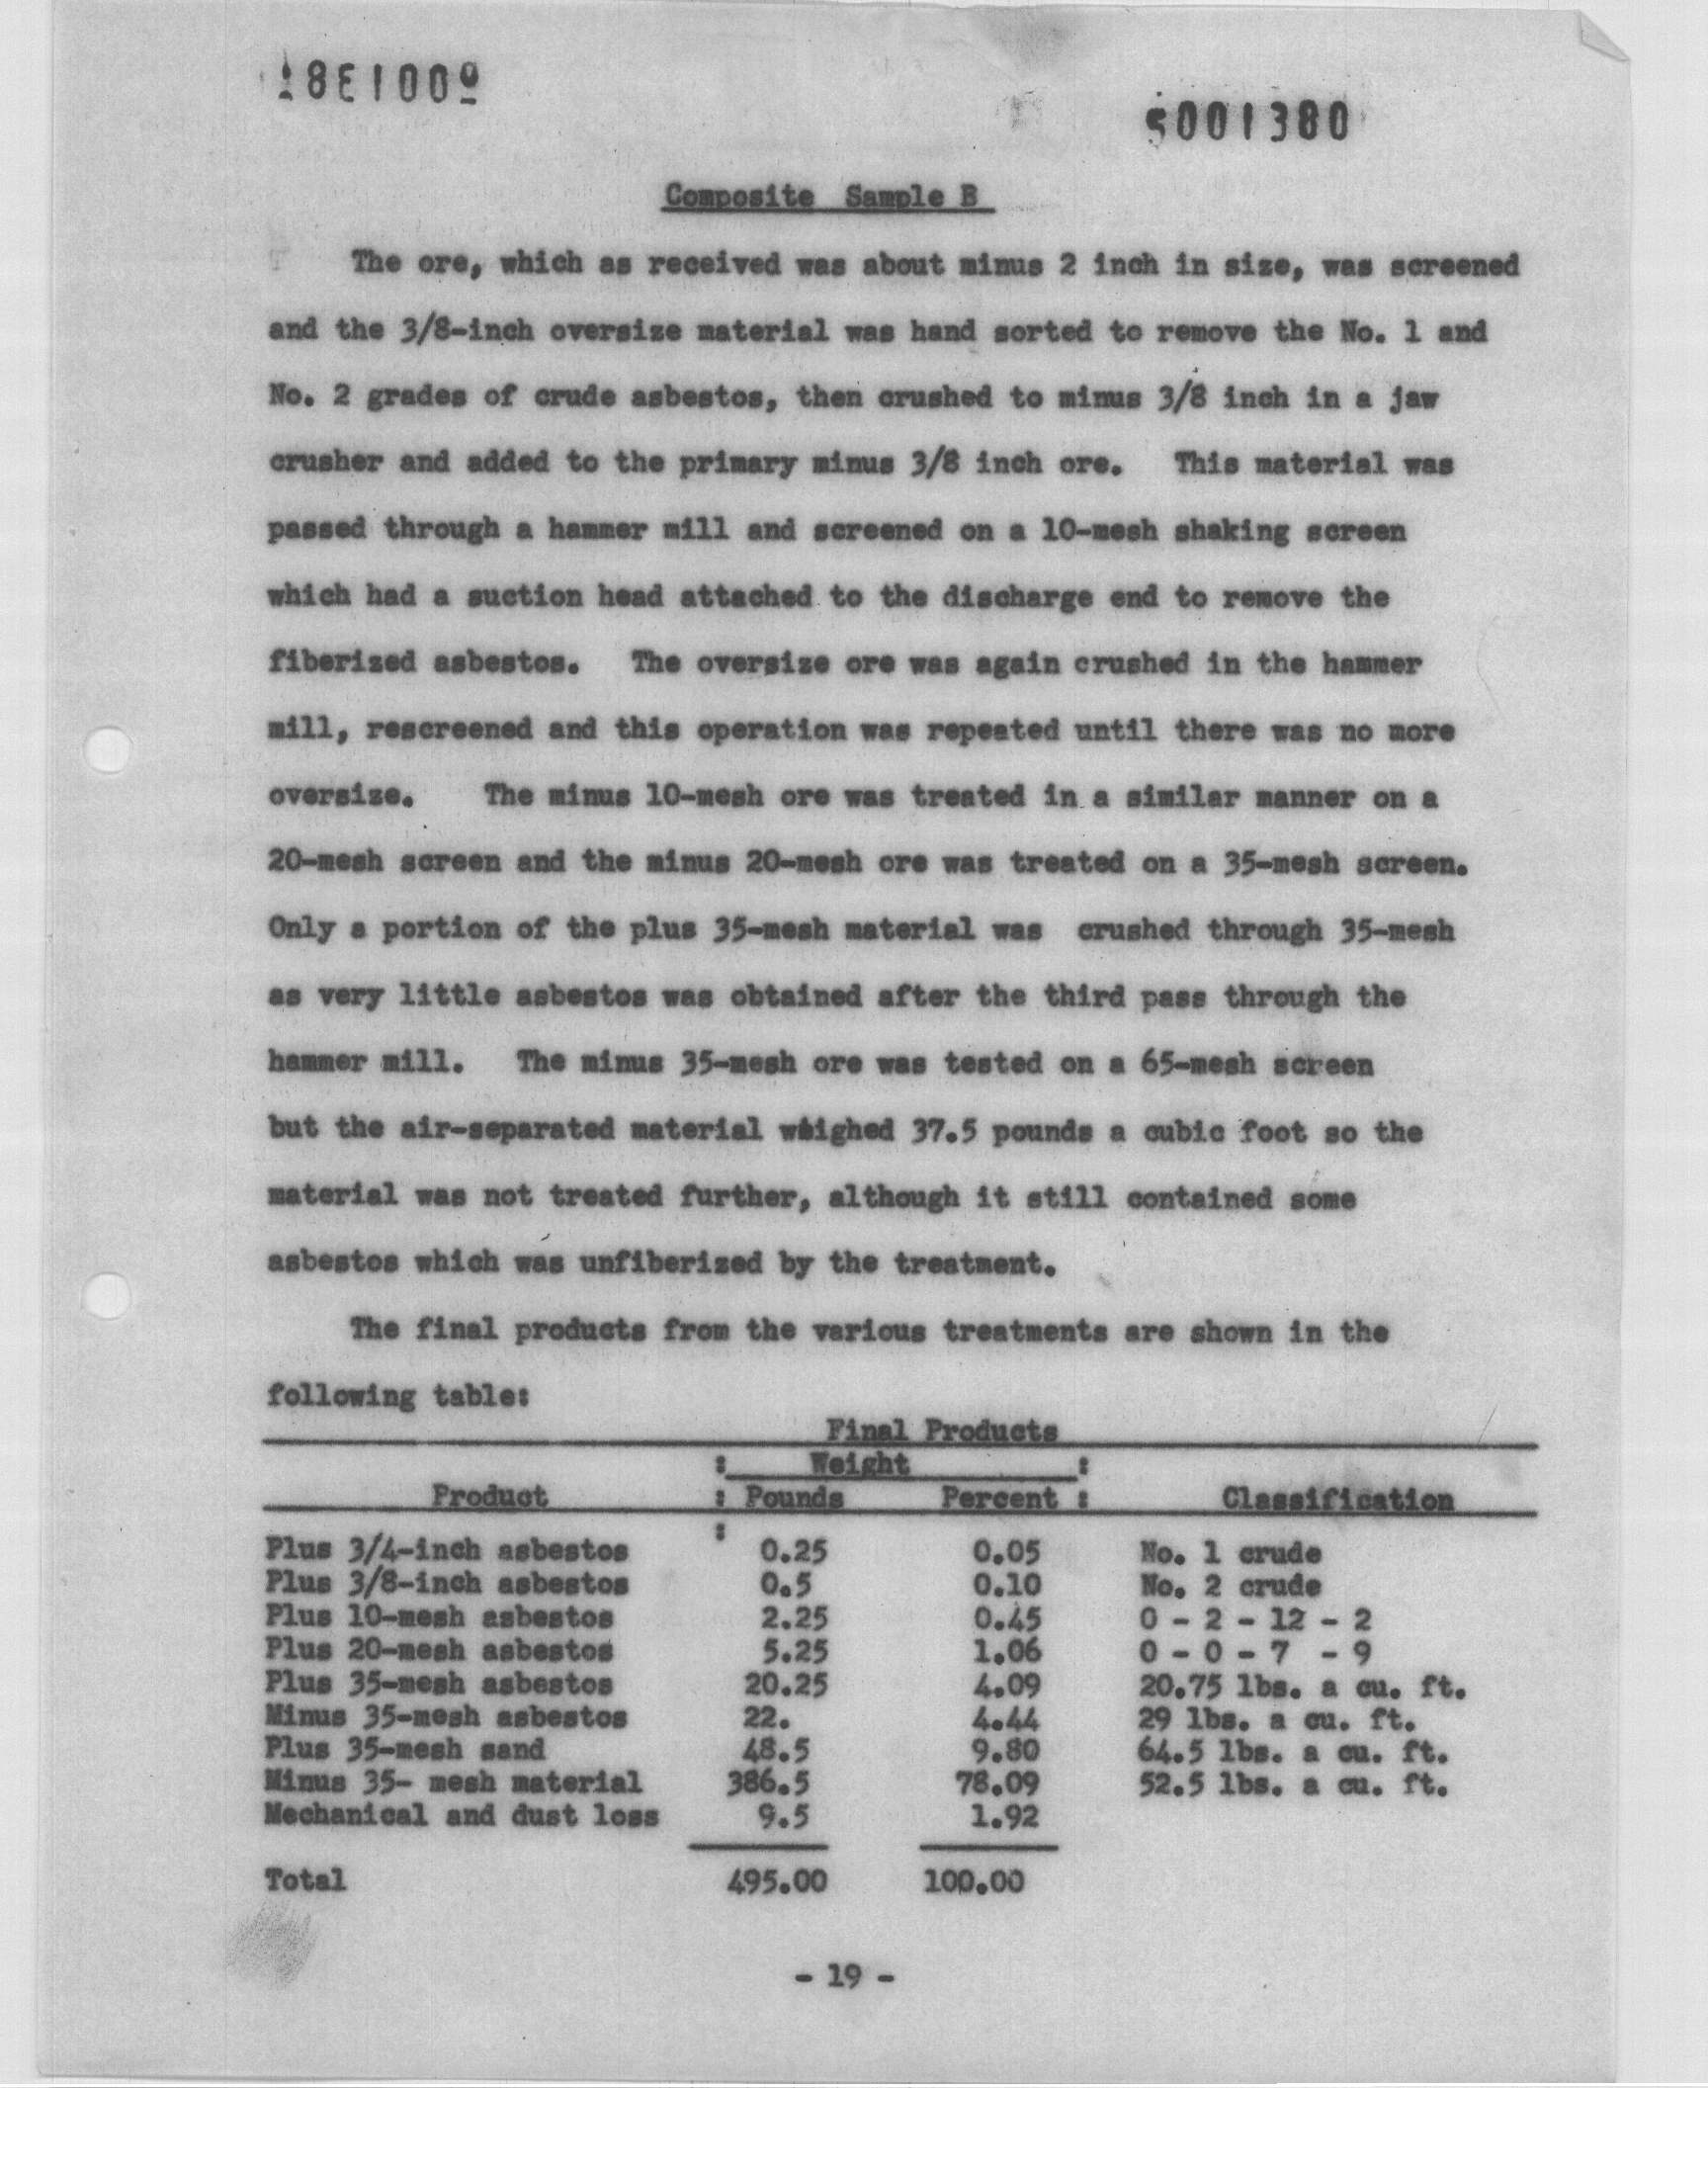 18E1000
S001380
Composite Sample B
The ore, which as received was about minus 2 inch in size, was screened
and the 3/8-inch oversize material was hand sorted to remove the No. 1 and
No. 2 grades of crude asbestos, then crushed to minus 3/8 inch in a jaw
crusher and added to the primary minus 3/8 inch ore. This material was
passed through a hammer mill and screened on a 10-mesh shaking screen
which had a suction head attached to the discharge end to remove the
fiberized asbestos. The oversize ore was again crushed in the hammer
mill, rescreened and this operation was repeated until there was no more
oversize. The minus 10-mesh ore was treated in a similar manner on a
20-mesh screen and the minus 20-mesh ore was treated on a 35-mesh screen.
Only a portion of the plus 35-mesh material was crushed through 35-mesh
as very little asbestos was obtained after the third pass through the
hammer mill. The minus 35-mesh ore was tested on a 65-mesh screen
but the air-separated material weighed 37.5 pounds a cubic foot so the
material was not treated further, although it still contained some
asbestos which was unfiberized by the treatment.
The final products from the various treatments are shown in the
following table:
Final Products
: Weight :
Product : Pounds Percent : Classification
:
Plus 3/4-inch asbestos 0.25 0.05 No. 1 crude
Plus 3/8-inch asbestos 0.5 0.10 No. 2 crude
Plus 10-mesh asbestos 2.25 0.45 0 - 2 - 12 - 2
Plus 20-mesh asbestos 5.25 1.06 0 - 0 - 7 - 9
Plus 35-mesh asbestos 20.25 4.09 20.75 lbs. a cu. ft.
Minus 35-mesh asbestos 22. 4.44 29 lbs. a cu. ft.
Plus 35-mesh sand 48.5 9.80 64.5 lbs. a cu. ft.
Minus 35- mesh material 386.5 78.09 52.5 lbs. a cu. ft.
Mechanical and dust loss 9.5 1.92
Total 495.00 100.00
- 19 -